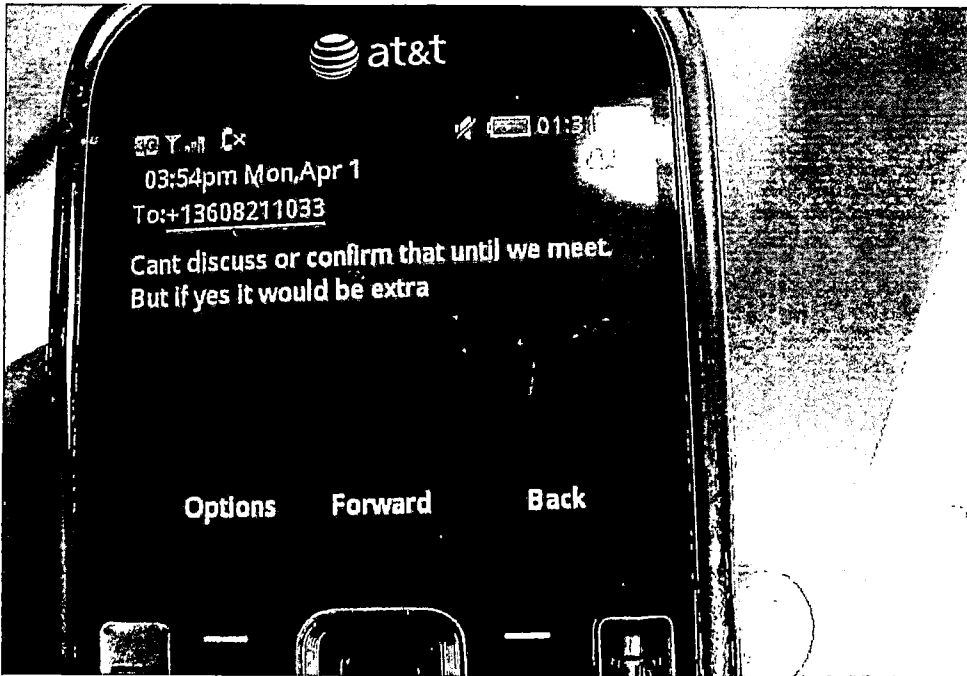 at&t
3G
01:3
03:54pm Mon,Apr 1
To:+13608211033
Cant discuss or confirm that until we meet.
But if yes it would be extra
Options Forward Back